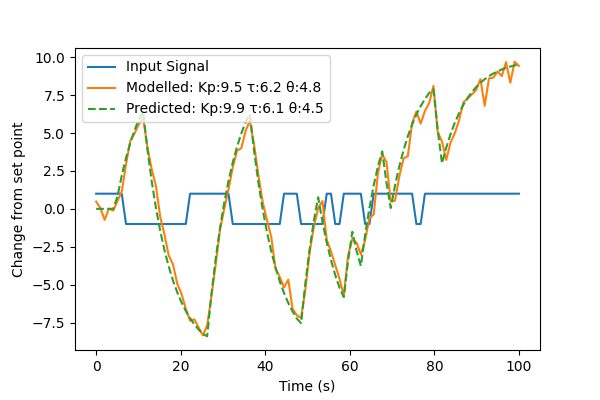 Input Signal
Modelled: Kp:9.5 τ:6.2 θ:4.8
Predicted: Kp:9.9 τ:6.1 θ:4.5
Change from set point
10.0
7.5
5.0
2.5
0.0
−2.5
−5.0
−7.5
0 20 40 60 80 100
Time (s)